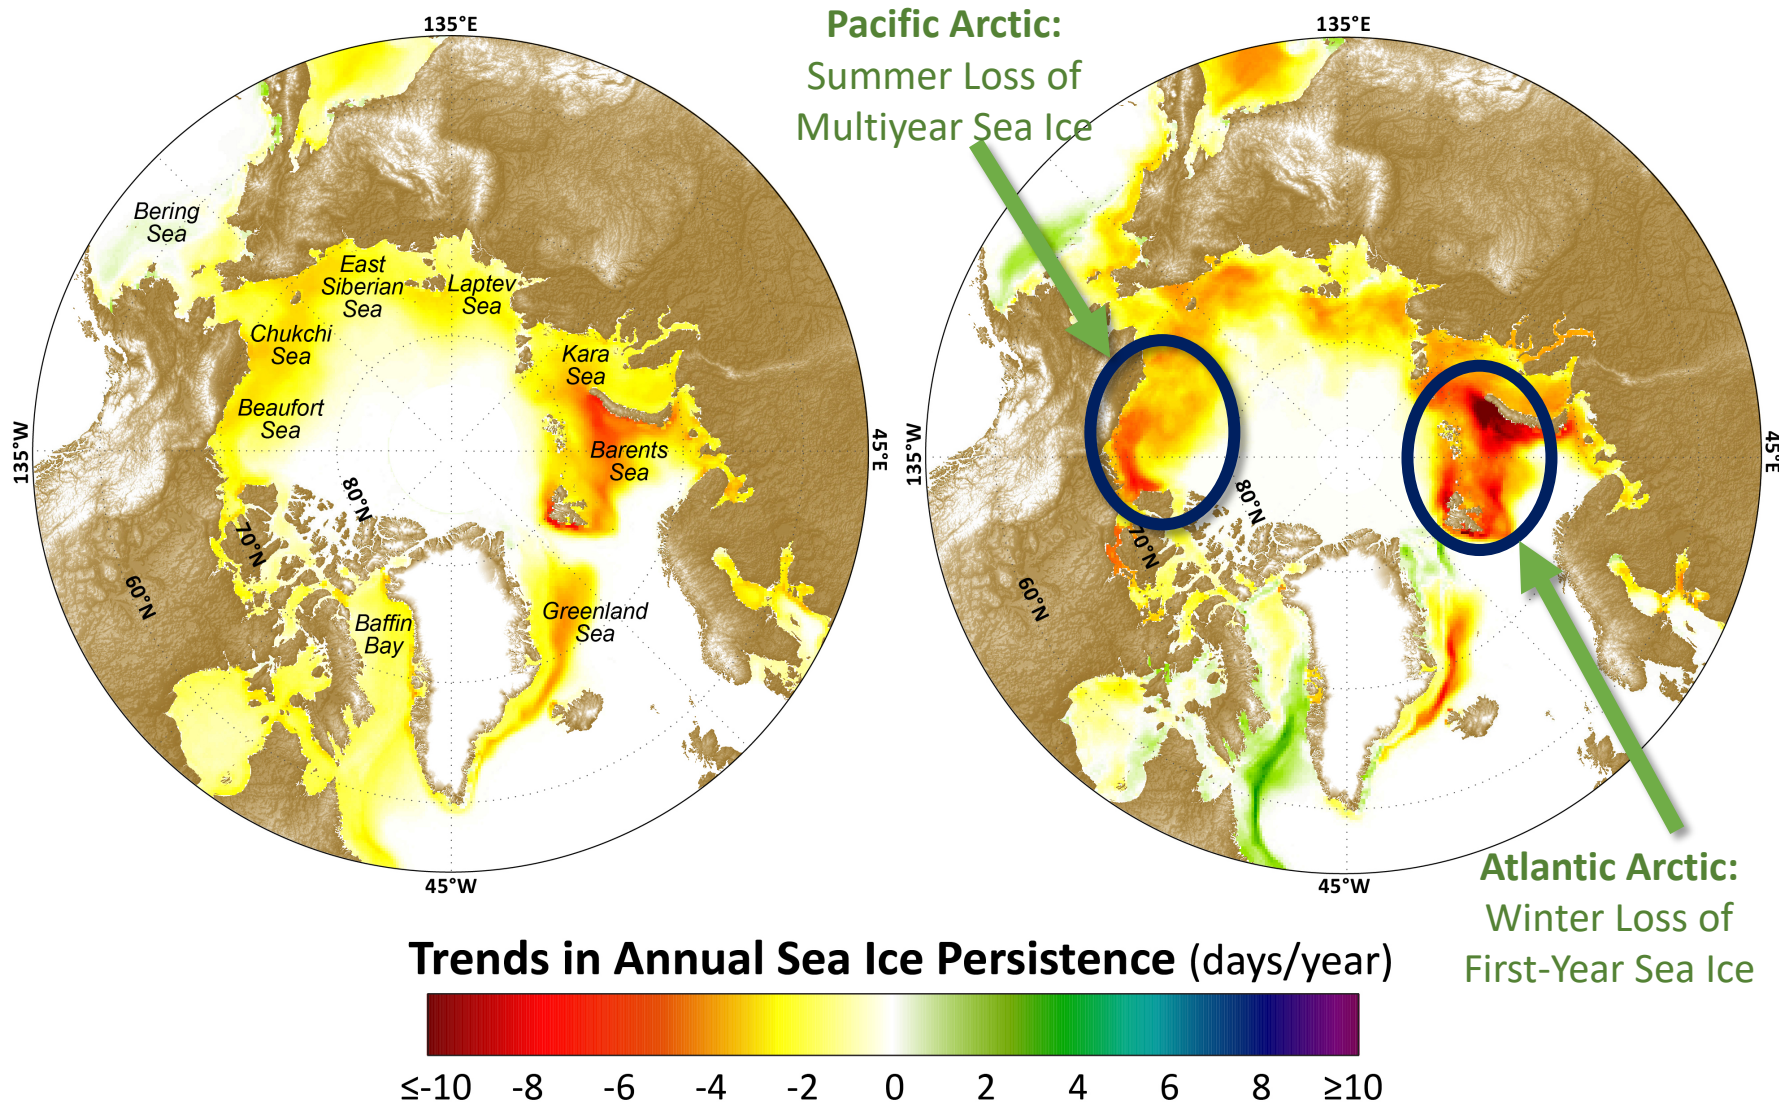 Pacific Arctic:
Summer Loss of
Multiyear Sea Ice
135°E
135°E
Bering
Sea
East
Siberian
Sea
Laptev
Sea
Chukchi
Sea
Kara
Sea
Beaufort
Sea
Barents
Sea
135°W
45°E
135°W
45°E
80°N
70°N
60°N
80°N
70°N
60°N
Baffin
Bay
Greenland
Sea
45°W
45°W
Atlantic Arctic:
Winter Loss of
First-Year Sea Ice
Trends in Annual Sea Ice Persistence (days/year)
≤-10 -8 -6 -4 -2 0 2 4 6 8 ≥10